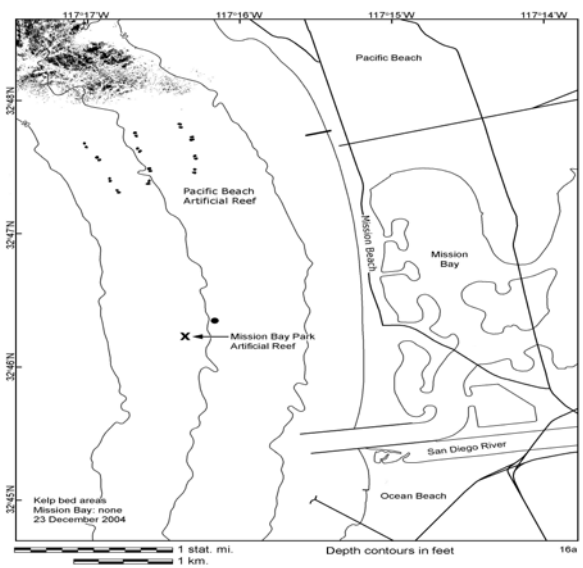 117°17'W
117°16'W
117°15'W
117°14'W
Pacific Beach
32°48'N
Pacific Beach
Artificial Reef
32°47'N
Mission Beach
Mission
Bay
Mission Bay Park
Artificial Reef
X
32°46'N
San Diego River
Ocean Beach
32°45'N
Kelp bed areas
Mission Bay: none
23 December 2004
1 stat. mi.
Depth contours in feet
16a
1 km.